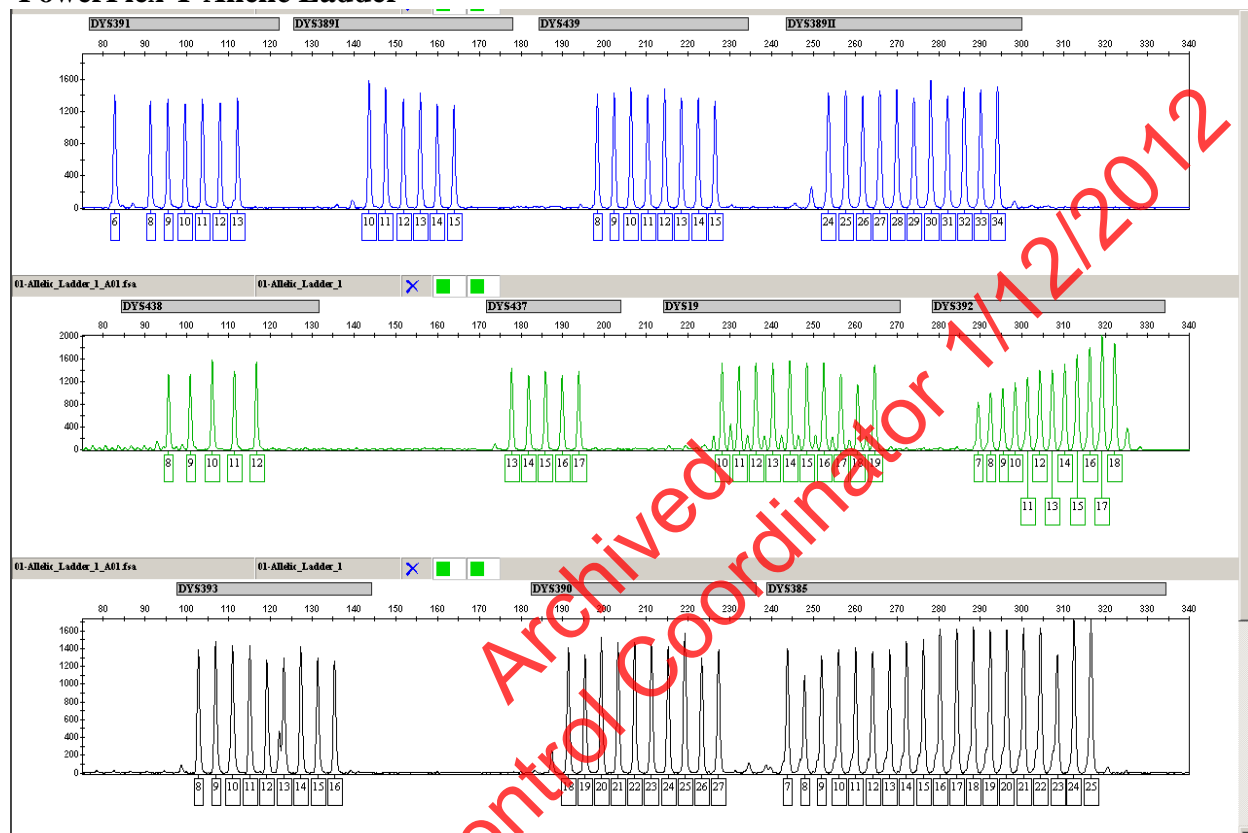 PowerPlex Y Allelic Ladder
DYS391 DYS389I DYS439 DYS389II
80 90 100 110 120 130 140 150 160 170 180 190 200 210 220 230 240 250 260 270 280 290 300 310 320 330 340
1600
1200
800
400
0
6 8 9 10 11 12 13 10 11 12 13 14 15 8 9 10 11 12 13 14 15 24 25 26 27 28 29 30 31 32 33 34
01-Allelic_Ladder_1_A01.fsa 01-Allelic_Ladder_1
DYS438 DYS437 DYS19 DYS392
80 90 100 110 120 130 140 150 160 170 180 190 200 210 220 230 240 250 260 270 280 290 300 310 320 330 340
2000
1600
1200
800
400
0
8 9 10 11 12 13 14 15 16 17 10 11 12 13 14 15 16 17 18 19 7 8 9 10 12 14 16 18
11 13 15 17
01-Allelic_Ladder_1_A01.fsa 01-Allelic_Ladder_1
DYS393 DYS390 DYS385
80 90 100 110 120 130 140 150 160 170 180 190 200 210 220 230 240 250 260 270 280 290 300 310 320 330 340
1600
1400
1200
1000
800
600
400
200
0
8 9 10 11 12 13 14 15 16 18 19 20 21 22 23 24 25 26 27 7 8 9 10 11 12 13 14 15 16 17 18 19 20 21 22 23 24 25
Archived
Control Coordinator 1/12/2012